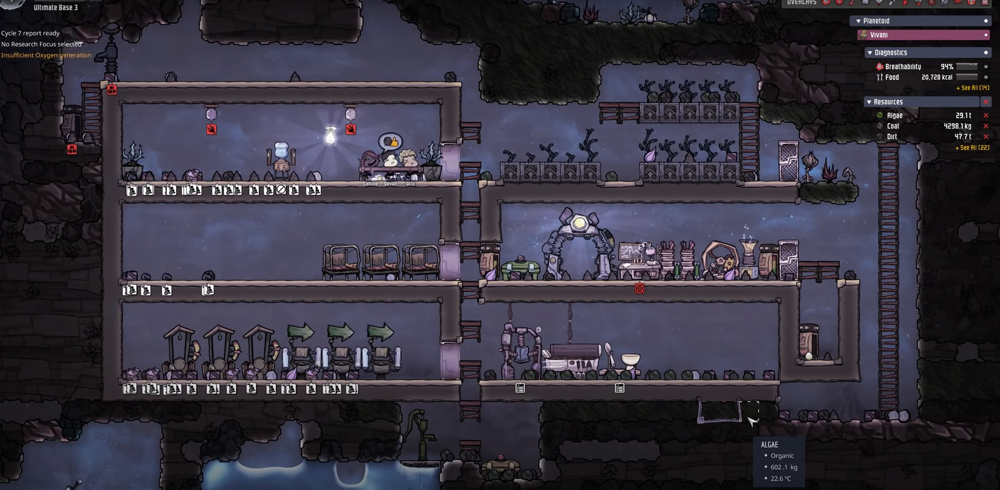 Ultimate Base 3
Cycle 7 report ready
No Research Focus selected
Insufficient Oxygen generation
OVERLAYS
Planetoid
Vivani
Diagnostics
Breathability 94%
Food 20,728 kcal
+ See All (14)
Resources
Algae 29.1 t
Coal 4298.1 kg
Dirt 47.7 t
+ See All (22)
Camille Devon Otto
ALGAE
• Organic
• 602.1 kg
• 22.6 °C